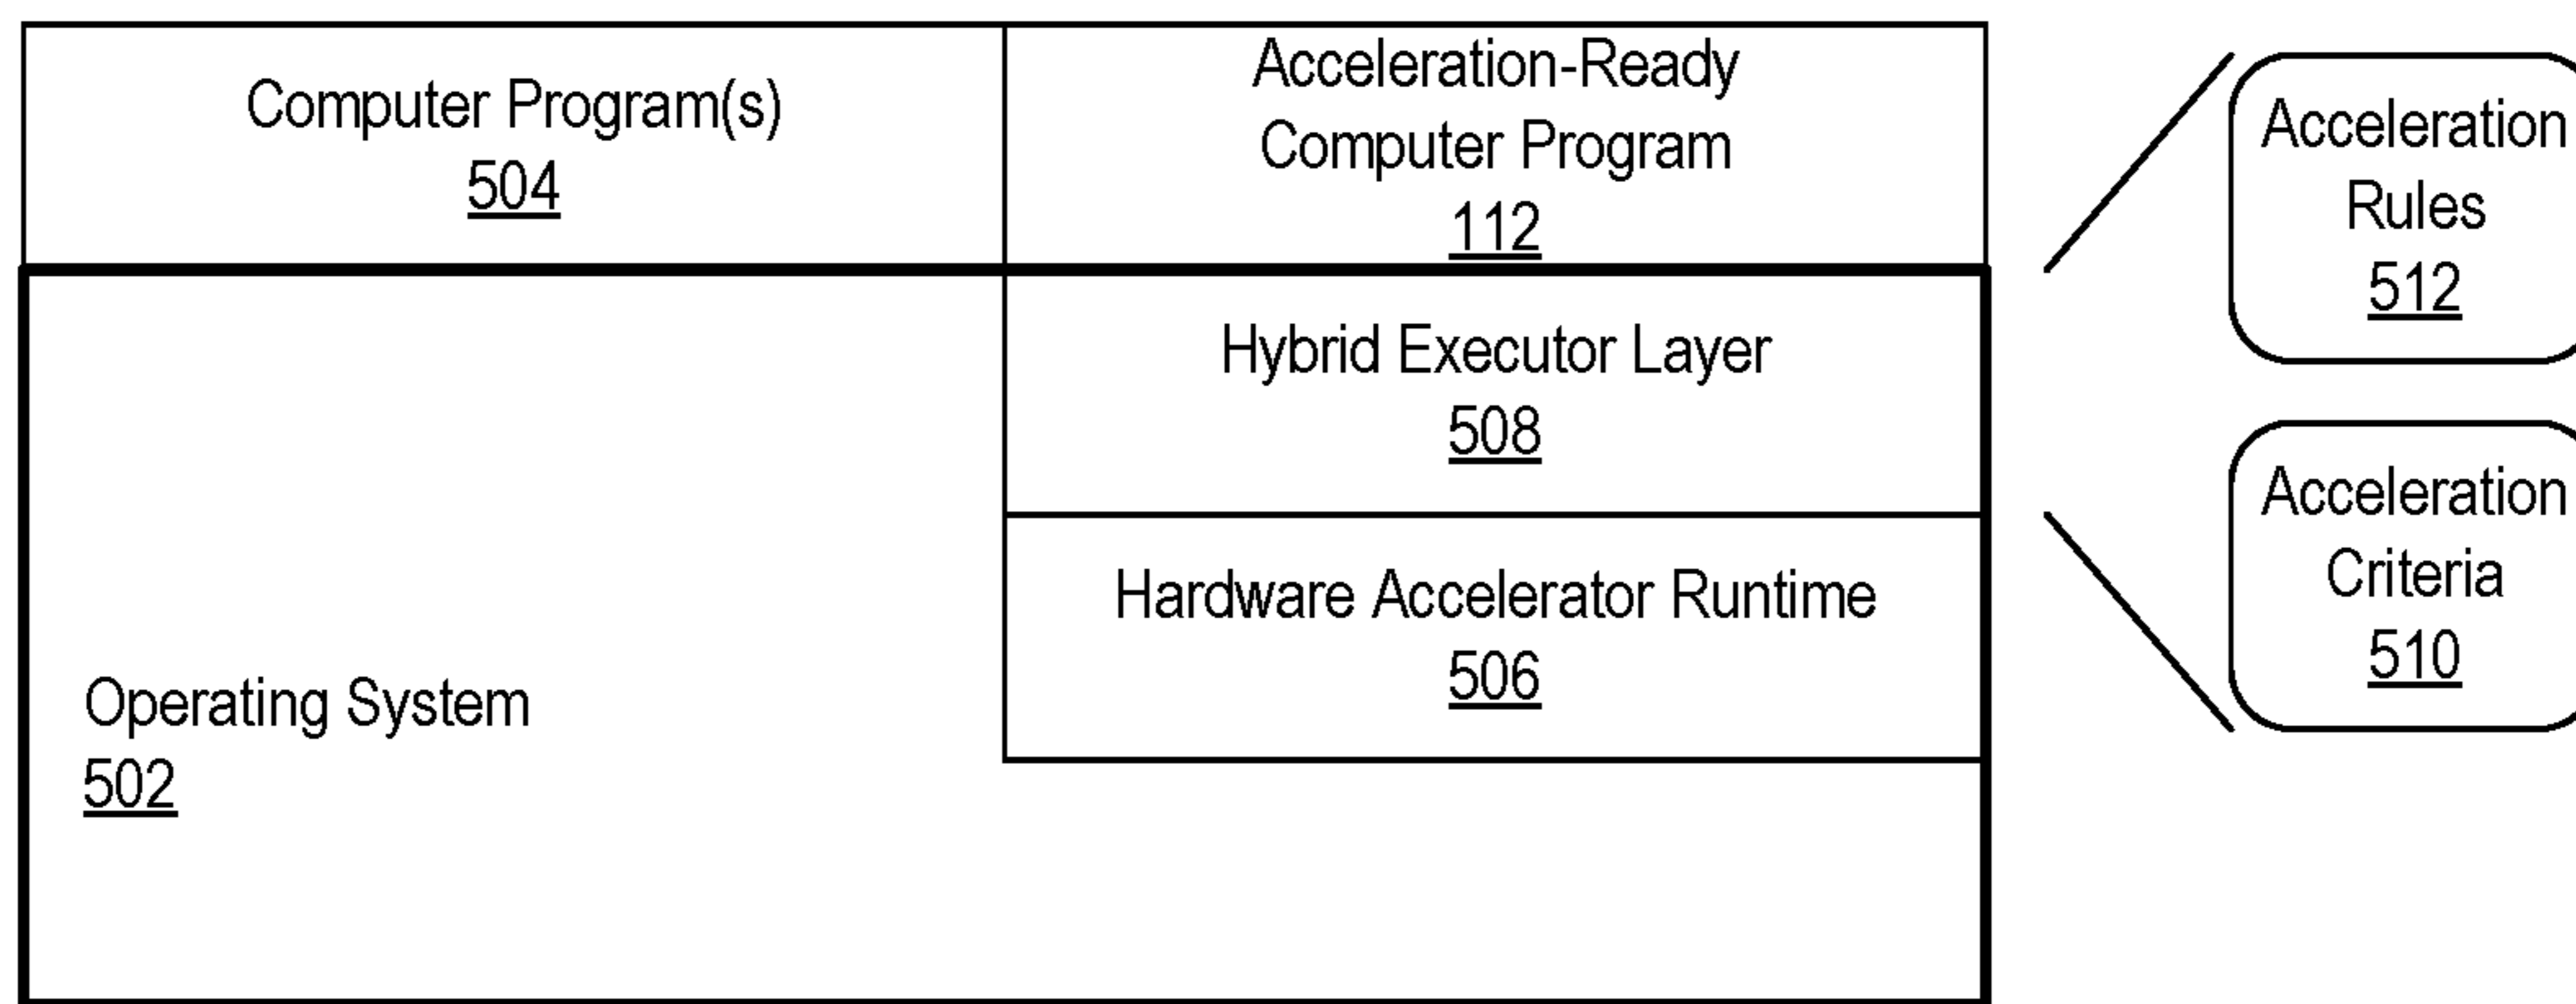 Computer Program(s)
504
Acceleration-Ready
Computer Program
112
Acceleration
Rules
512
Hybrid Executor Layer
508
Acceleration
Criteria
510
Hardware Accelerator Runtime
506
Operating System
502